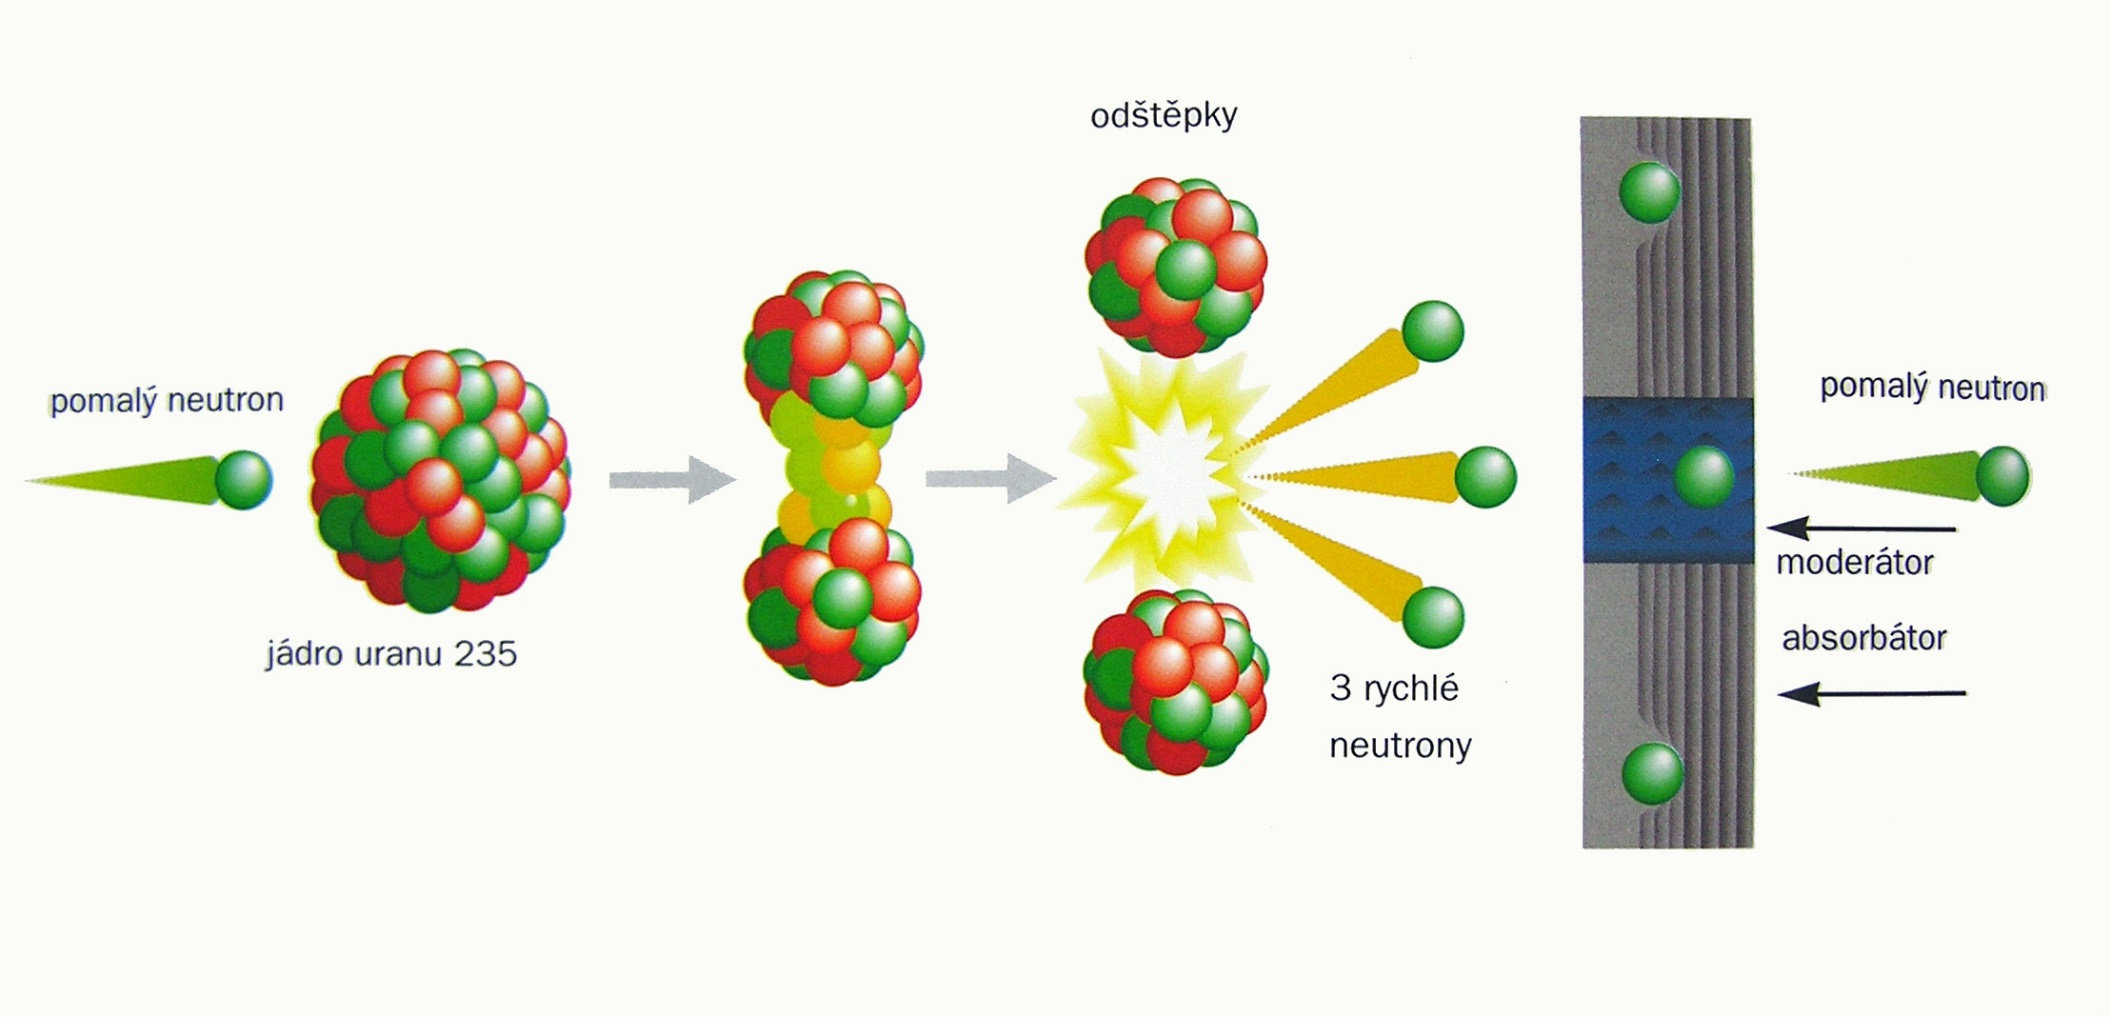 pomalý neutron
jádro uranu 235
odštěpky
3 rychlé
neutrony
pomalý neutron
moderátor
absorbátor